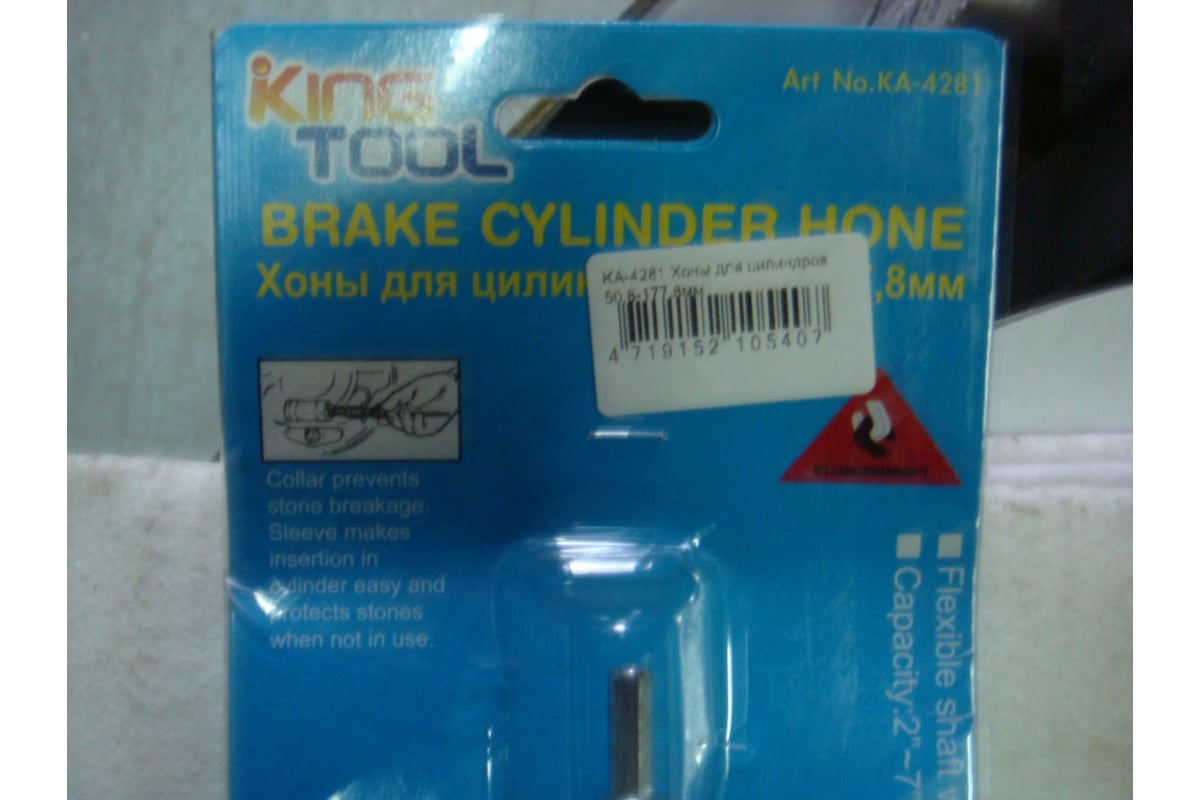 KING
TOOL
Art No.KA-4281
BRAKE CYLINDER HONE
Хоны для ,8мм
KA-4281 Хоны для цилиндров
50,8-177,8мм
4 719152 105407
СТАНКОИМПОРТ
Collar prevents
stone breakage.
Sleeve makes
insertion in
cylinder easy and
protects stones
when not in use.
Flexible shaft
Capacity:2"~7"